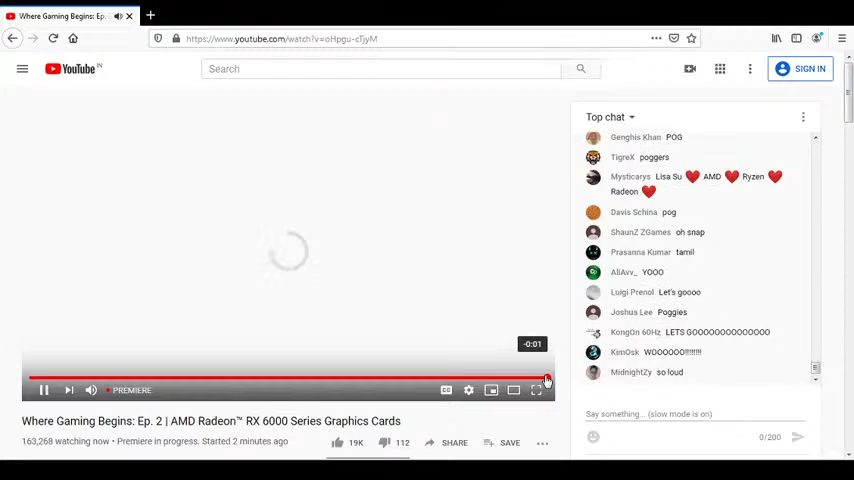 Where Gaming Begins: Ep.
https://www.youtube.com/watch?v=oHpgu-cTjyM
YouTube IN
Search
SIGN IN
Top chat
Genghis Khan POG
TigreX poggers
Mysticarys Lisa Su ❤ AMD ❤ Ryzen ❤
Radeon ❤
Davis Schina pog
ShaunZ ZGames oh snap
Prasanna Kumar tamil
AliAvv_ YOOO
Luigi Prenol Let's goooo
Joshua Lee Poggies
KongOn 60Hz LETS GOOOOOOOOOOOOOO
KimOsk WOOOOOO!!!!!!!!
MidnightZy so loud
-0:01
PREMIERE
CC
Where Gaming Begins: Ep. 2 | AMD Radeon™ RX 6000 Series Graphics Cards
163,268 watching now • Premiere in progress. Started 2 minutes ago
19K
112
SHARE
SAVE
Say something... (slow mode is on)
0/200